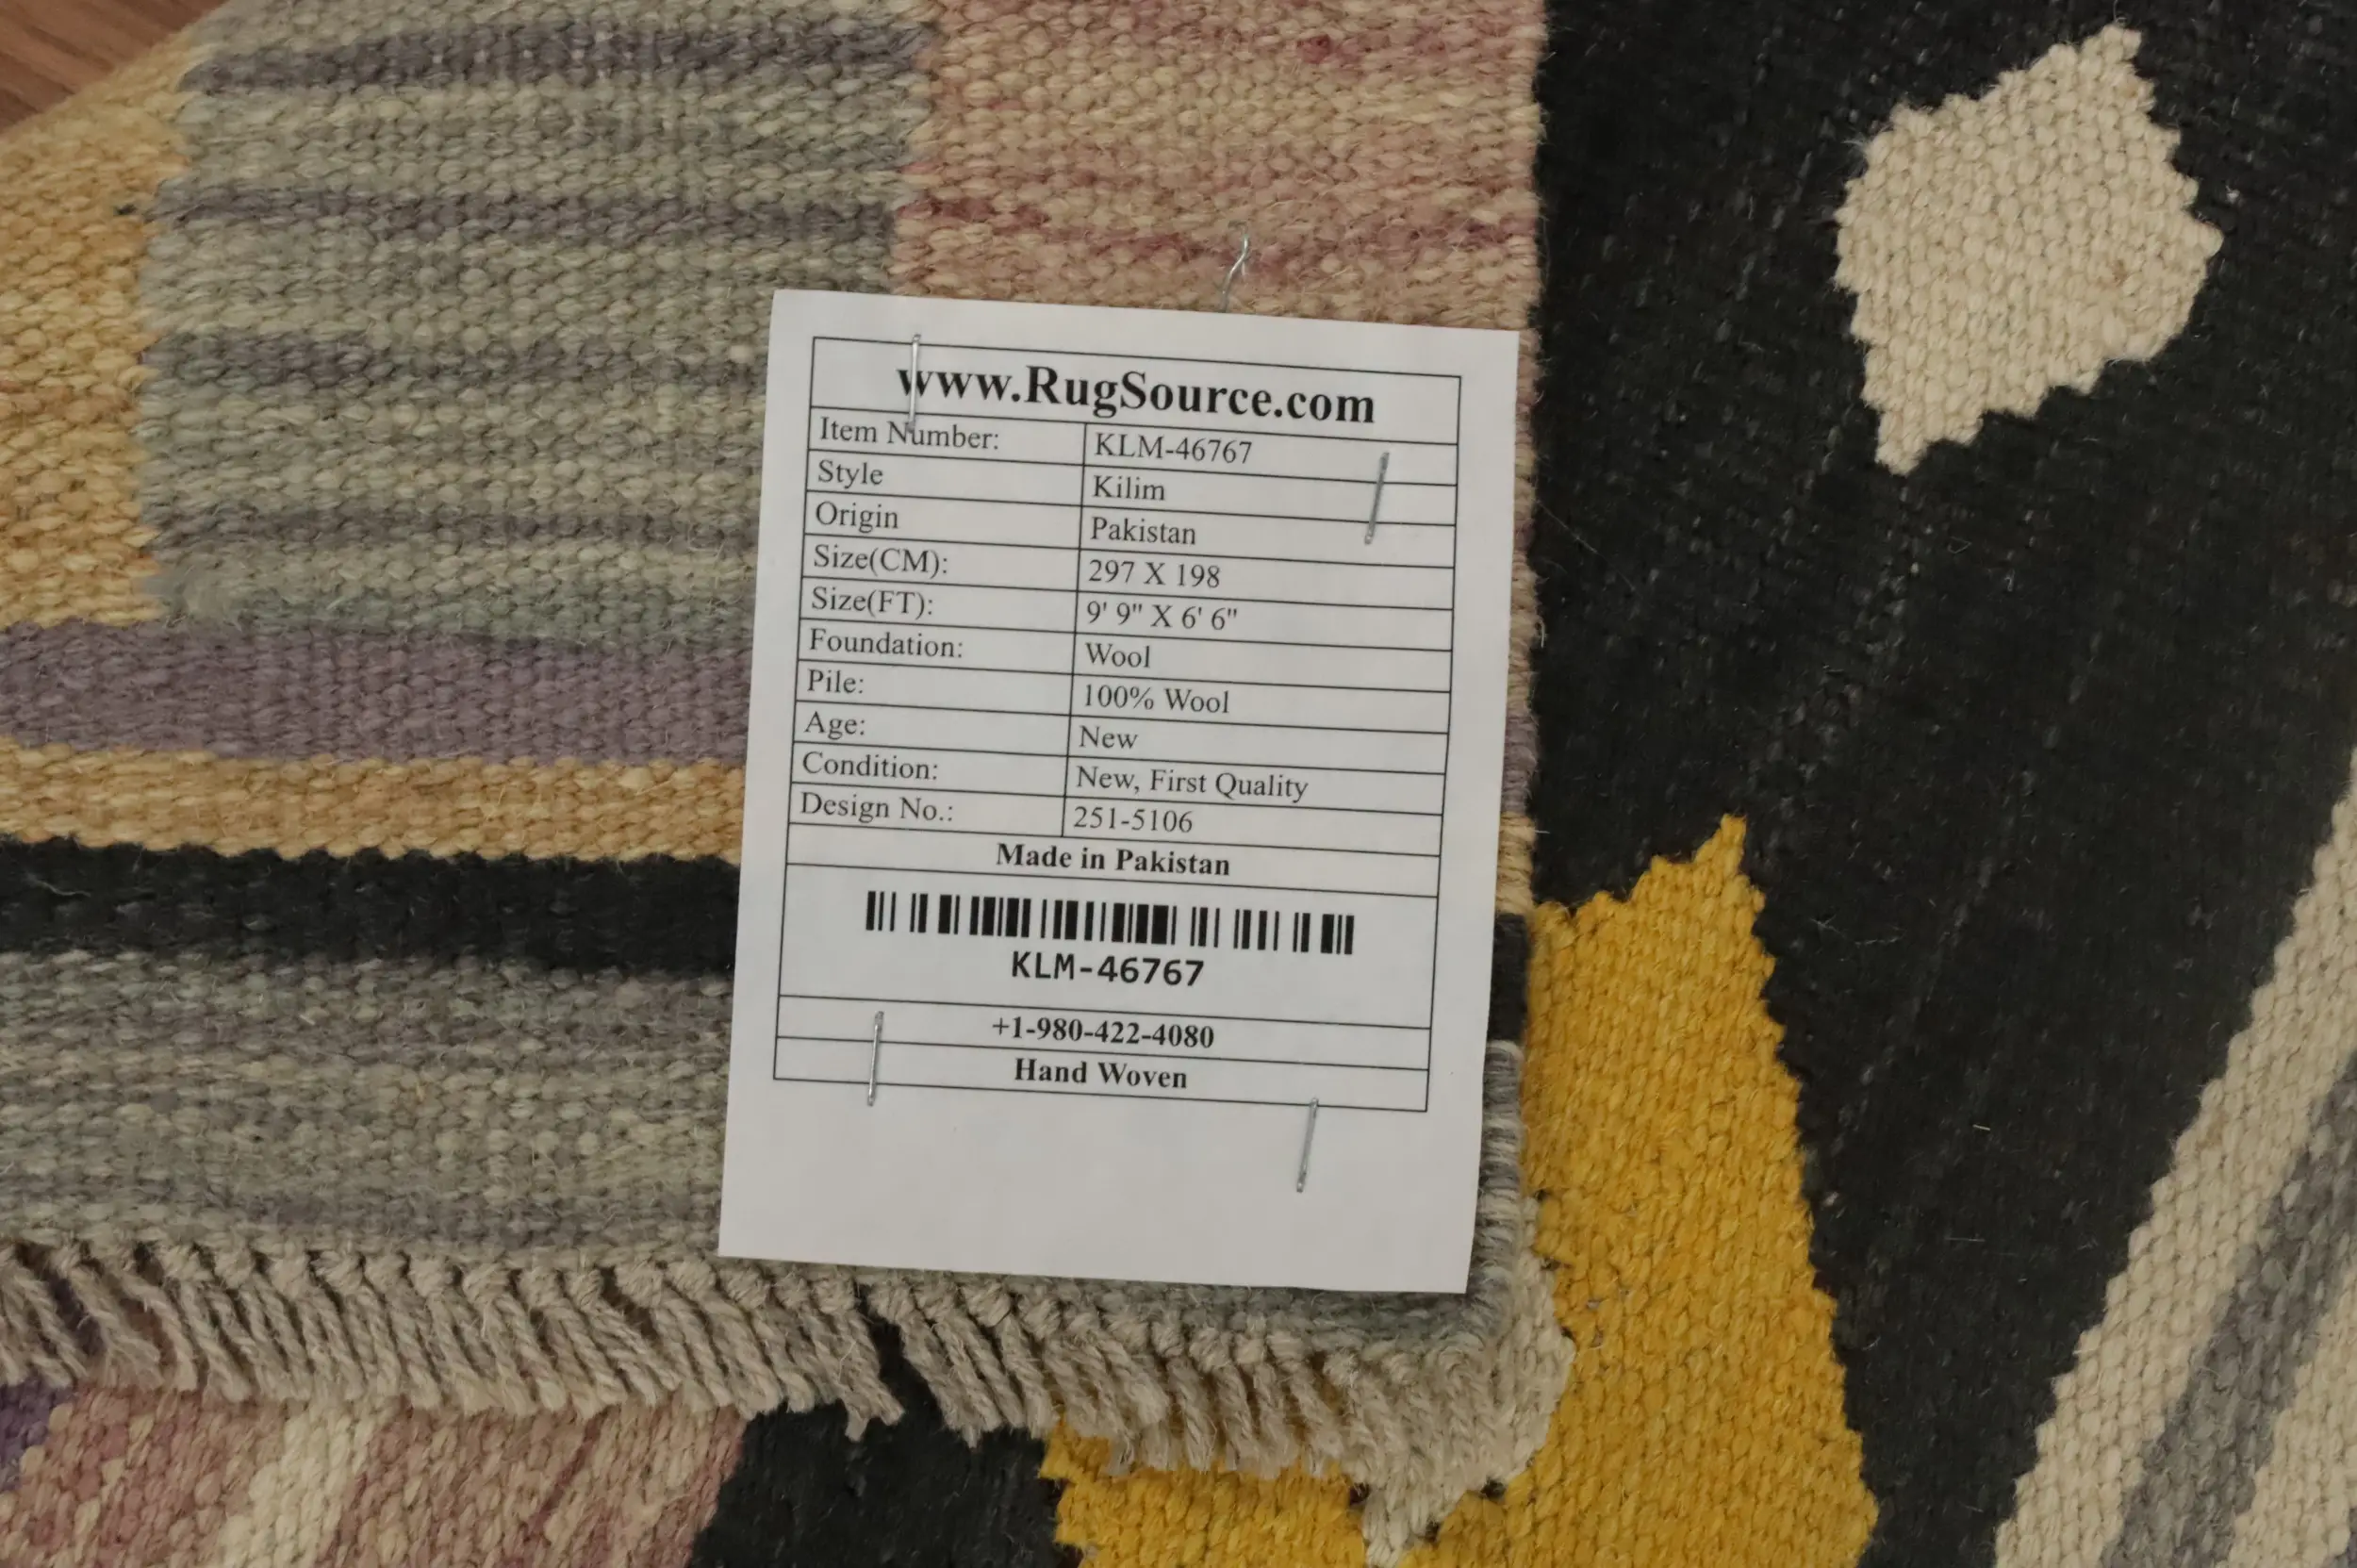 www.RugSource.com
Item Number: KLM-46767
Style Kilim
Origin Pakistan
Size(CM): 297 X 198
Size(FT): 9' 9" X 6' 6"
Foundation: Wool
Pile: 100% Wool
Age: New
Condition: New, First Quality
Design No.: 251-5106
Made in Pakistan
KLM-46767
+1-980-422-4080
Hand Woven